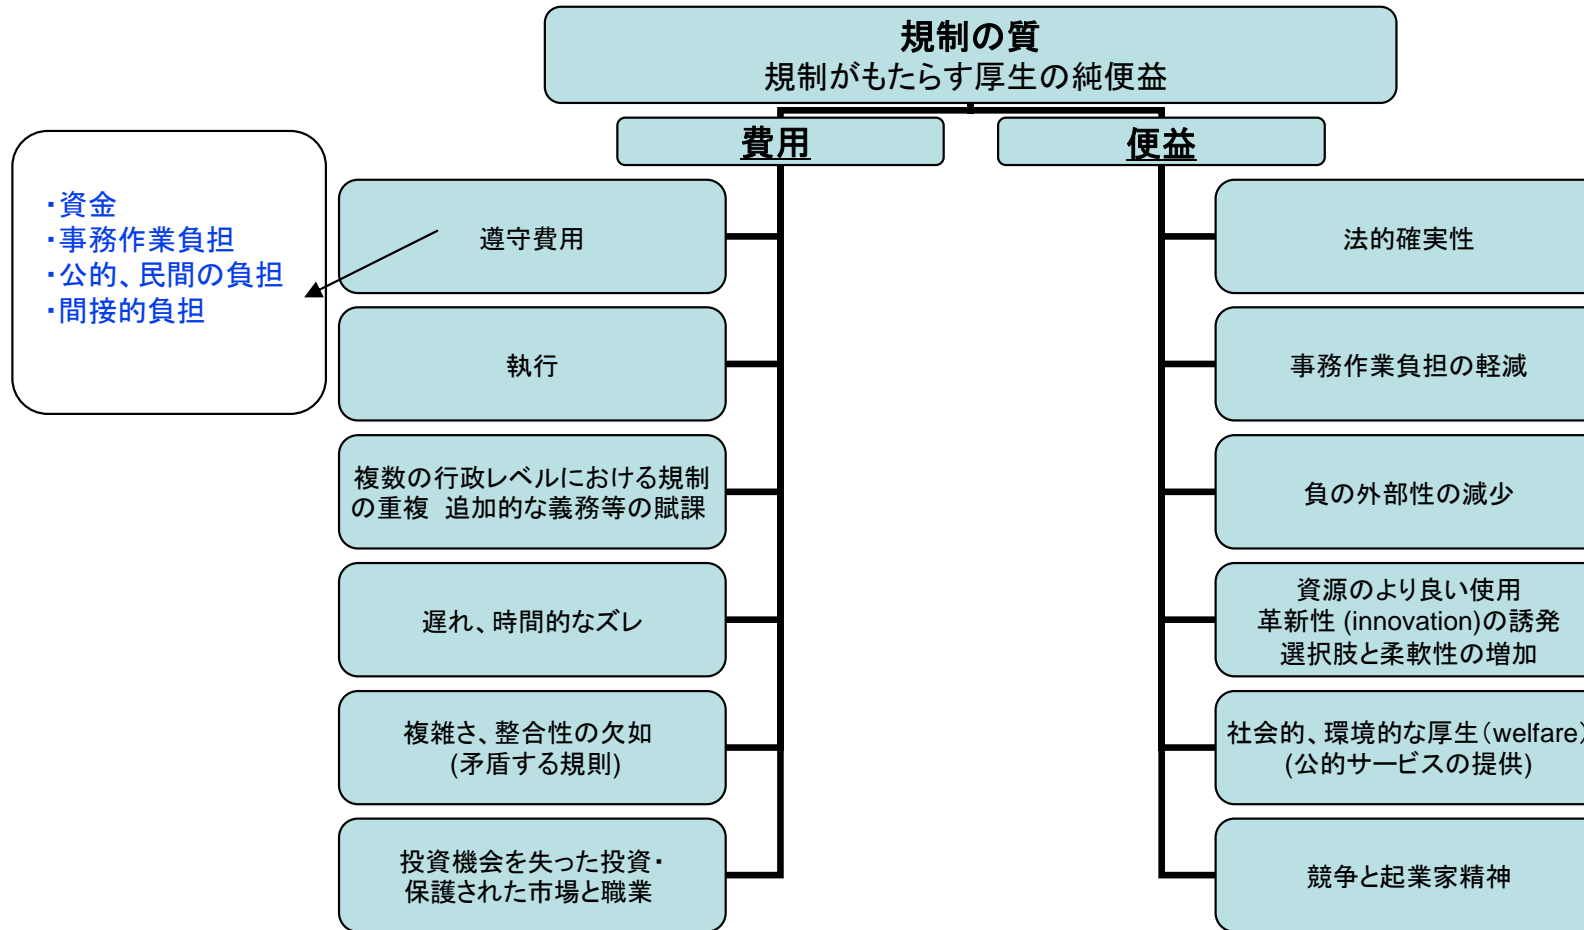 規制の質
規制がもたらす厚生の純便益
費用
便益
・資金
・事務作業負担
・公的、民間の負担
・間接的負担
遵守費用
執行
複数の行政レベルにおける規制
の重複 追加的な義務等の賦課
遅れ、時間的なズレ
複雑さ、整合性の欠如
(矛盾する規則)
投資機会を失った投資・
保護された市場と職業
法的確実性
事務作業負担の軽減
負の外部性の減少
資源のより良い使用
革新性 (innovation)の誘発
選択肢と柔軟性の増加
社会的、環境的な厚生(welfare)
(公的サービスの提供)
競争と起業家精神